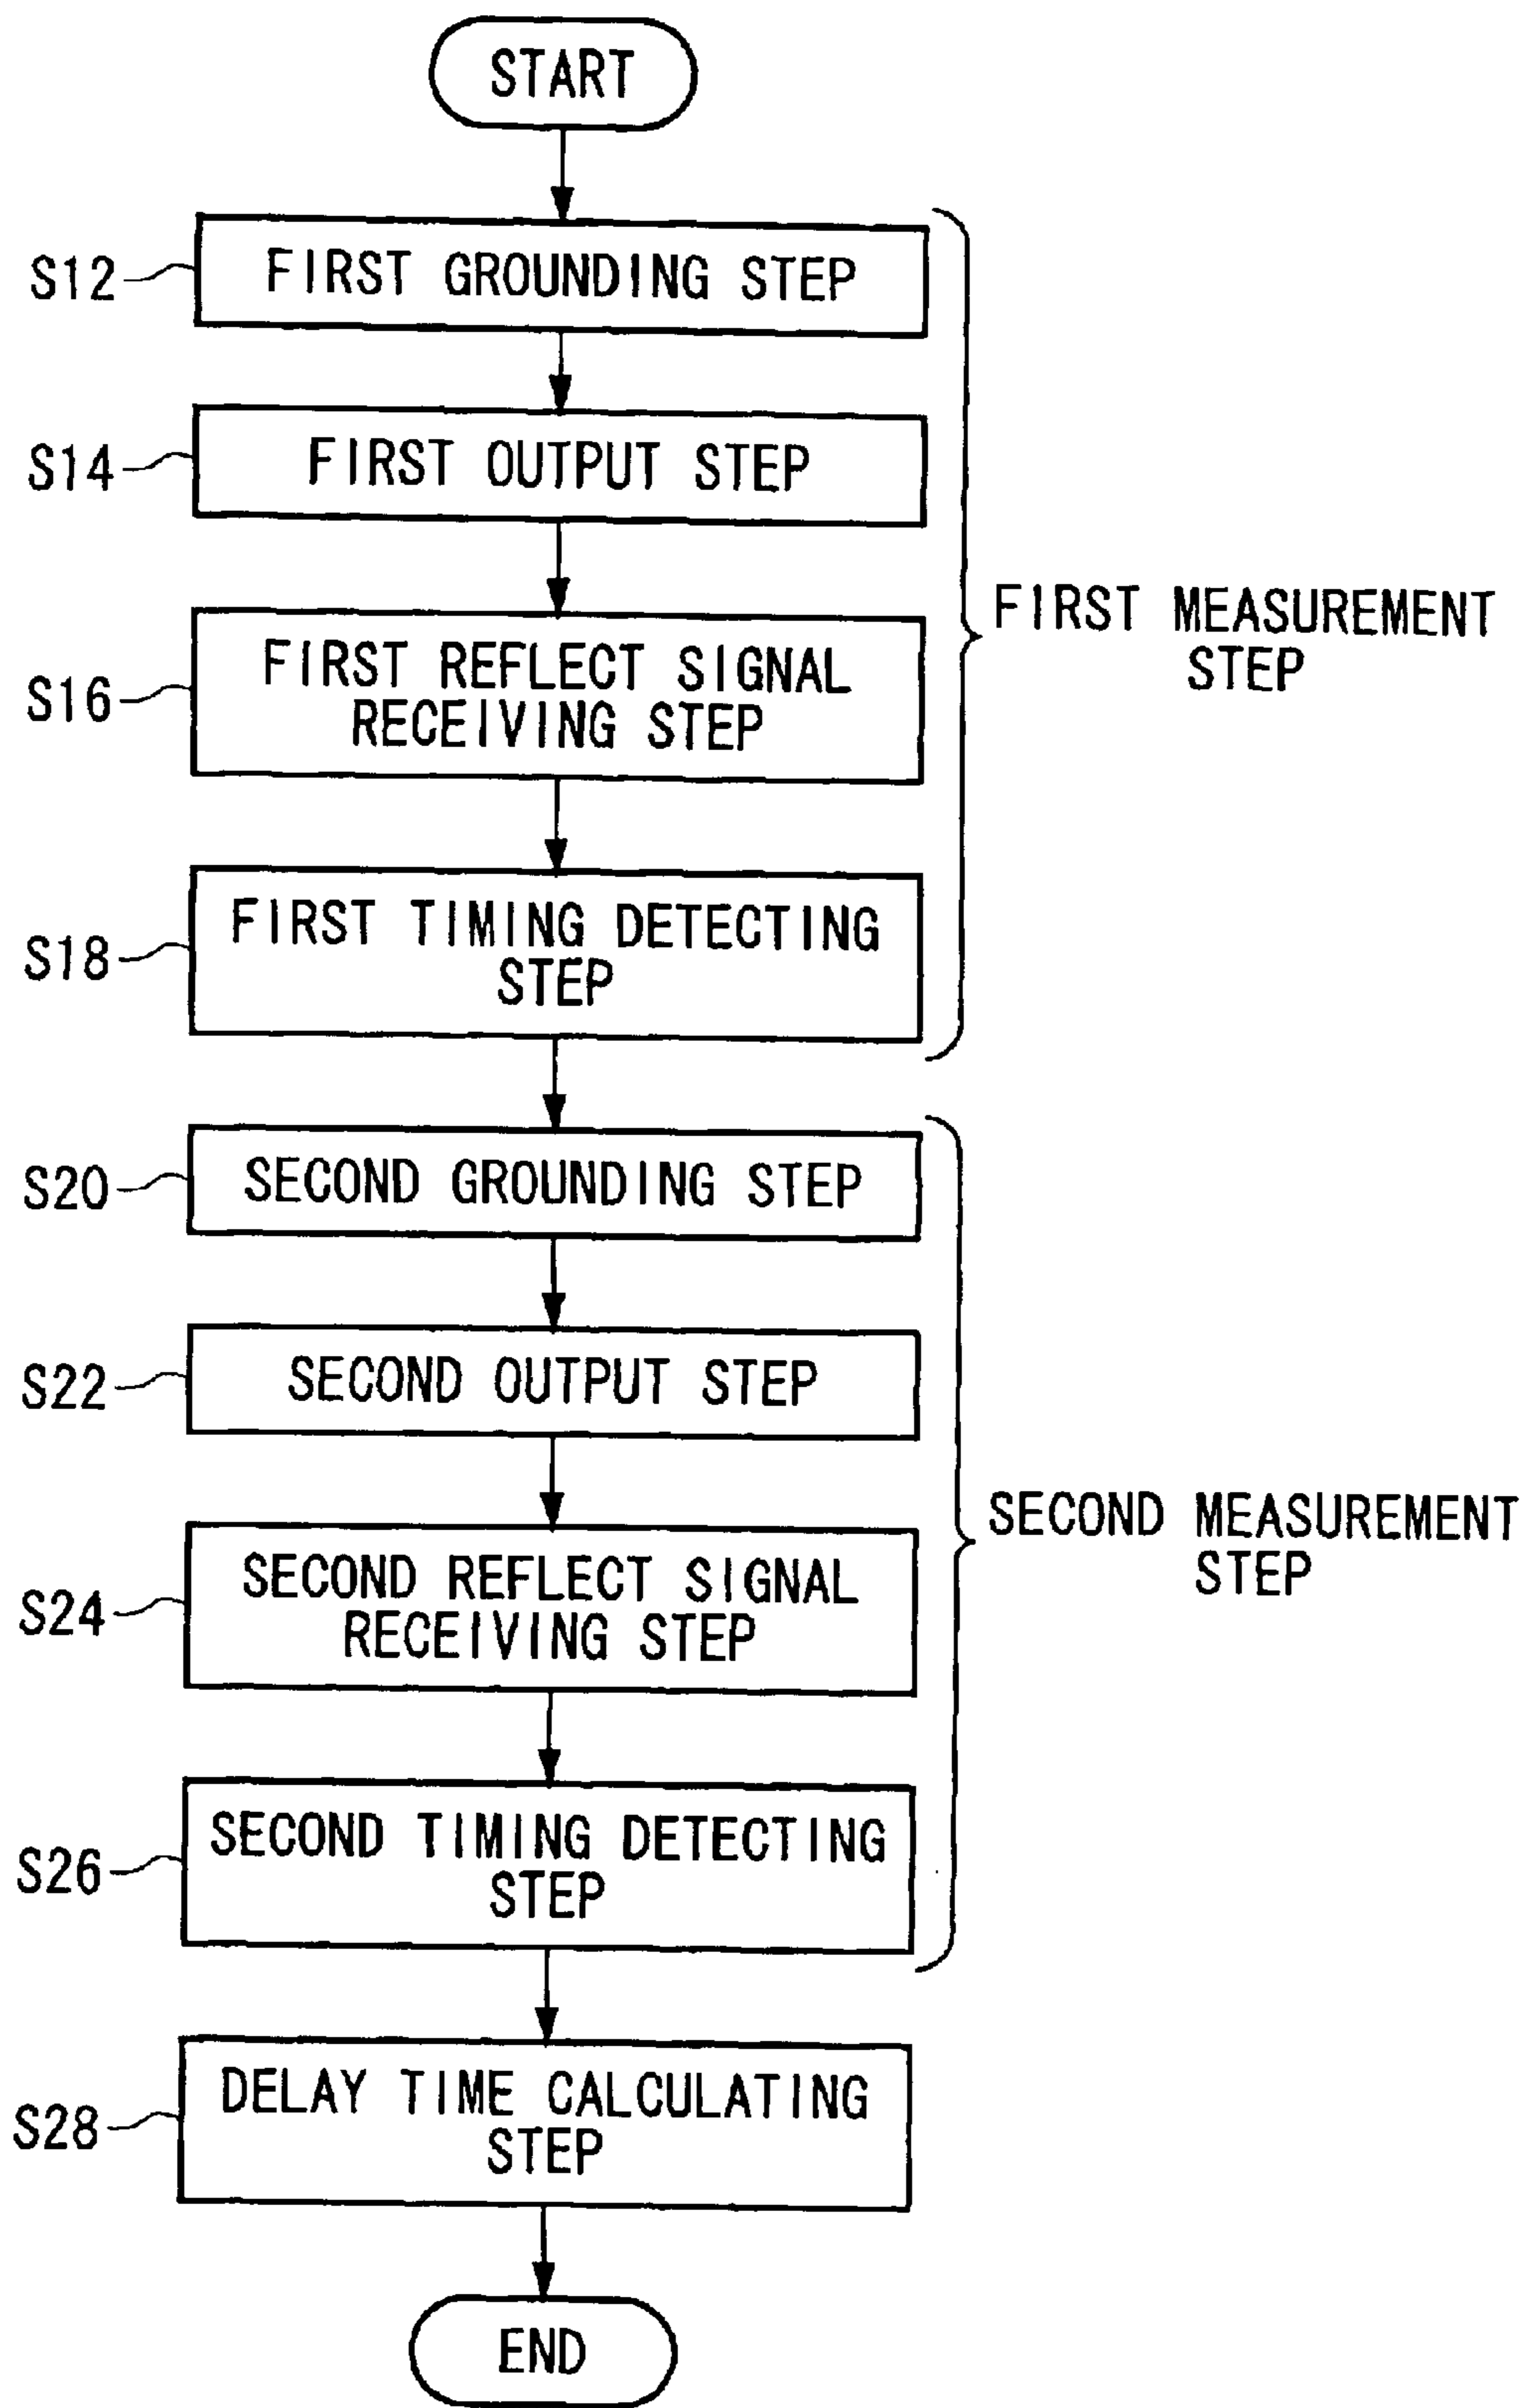 START
S12
FIRST GROUNDING STEP
S14
FIRST OUTPUT STEP
S16
FIRST REFLECT SIGNAL
RECEIVING STEP
S18
FIRST TIMING DETECTING
STEP
FIRST MEASUREMENT
STEP
S20
SECOND GROUNDING STEP
S22
SECOND OUTPUT STEP
S24
SECOND REFLECT SIGNAL
RECEIVING STEP
S26
SECOND TIMING DETECTING
STEP
SECOND MEASUREMENT
STEP
S28
DELAY TIME CALCULATING
STEP
END